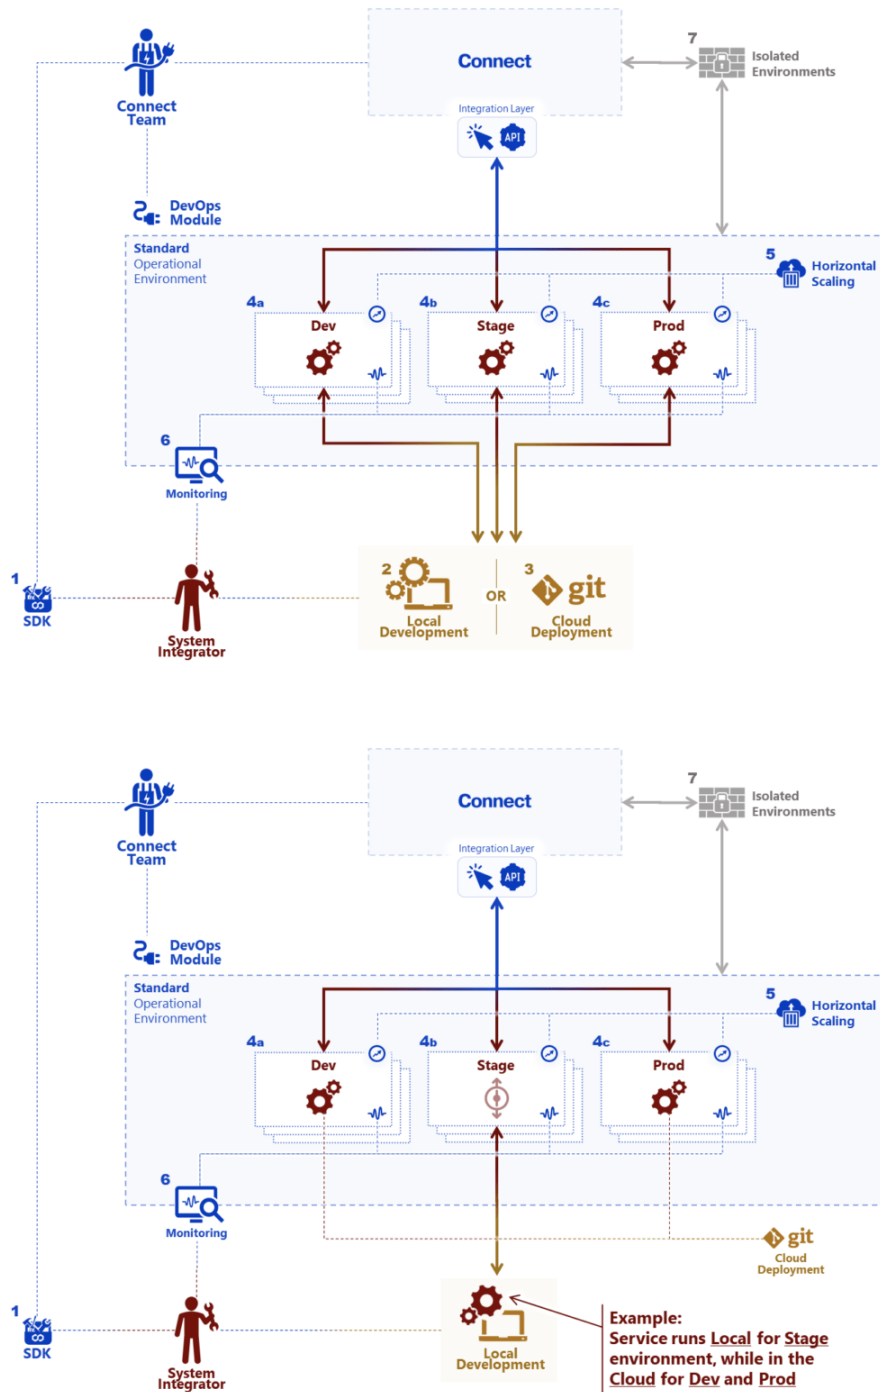 7
Connect
Isolated
Environments
Connect
Team
Integration Layer
API
DevOps
Module
Standard
Operational
Environment
5
Horizontal
Scaling
4a
4b
4c
Dev
Stage
Prod
6
Monitoring
1
SDK
System
Integrator
2
Local
Development
OR
3
git
Cloud
Deployment
7
Connect
Isolated
Environments
Connect
Team
Integration Layer
API
DevOps
Module
Standard
Operational
Environment
5
Horizontal
Scaling
4a
4b
4c
Dev
Stage
Prod
6
Monitoring
git
Cloud
Deployment
1
SDK
System
Integrator
Local
Development
Example:
Service runs Local for Stage
environment, while in the
Cloud for Dev and Prod